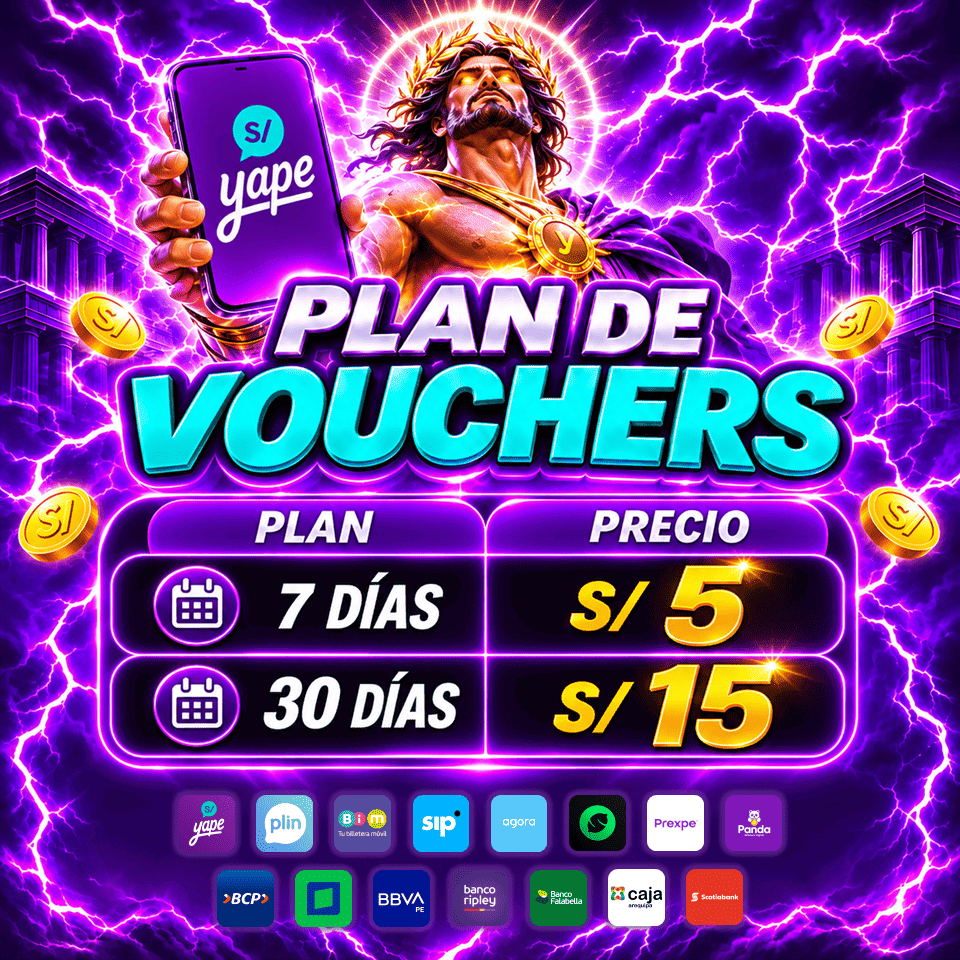 S/
yape
y
PLAN DE
VOUCHERS
S/
S/
S/
S/
PLAN
PRECIO
7 DÍAS
S/ 5
30 DÍAS
S/ 15
S/
yape
plin
BiM
Tu billetera móvil
sip
agora
Prexpe
Panda
BCP
BBVA
PE
banco
ripley
Banco
Falabella
caja
arequipa
Scotiabank